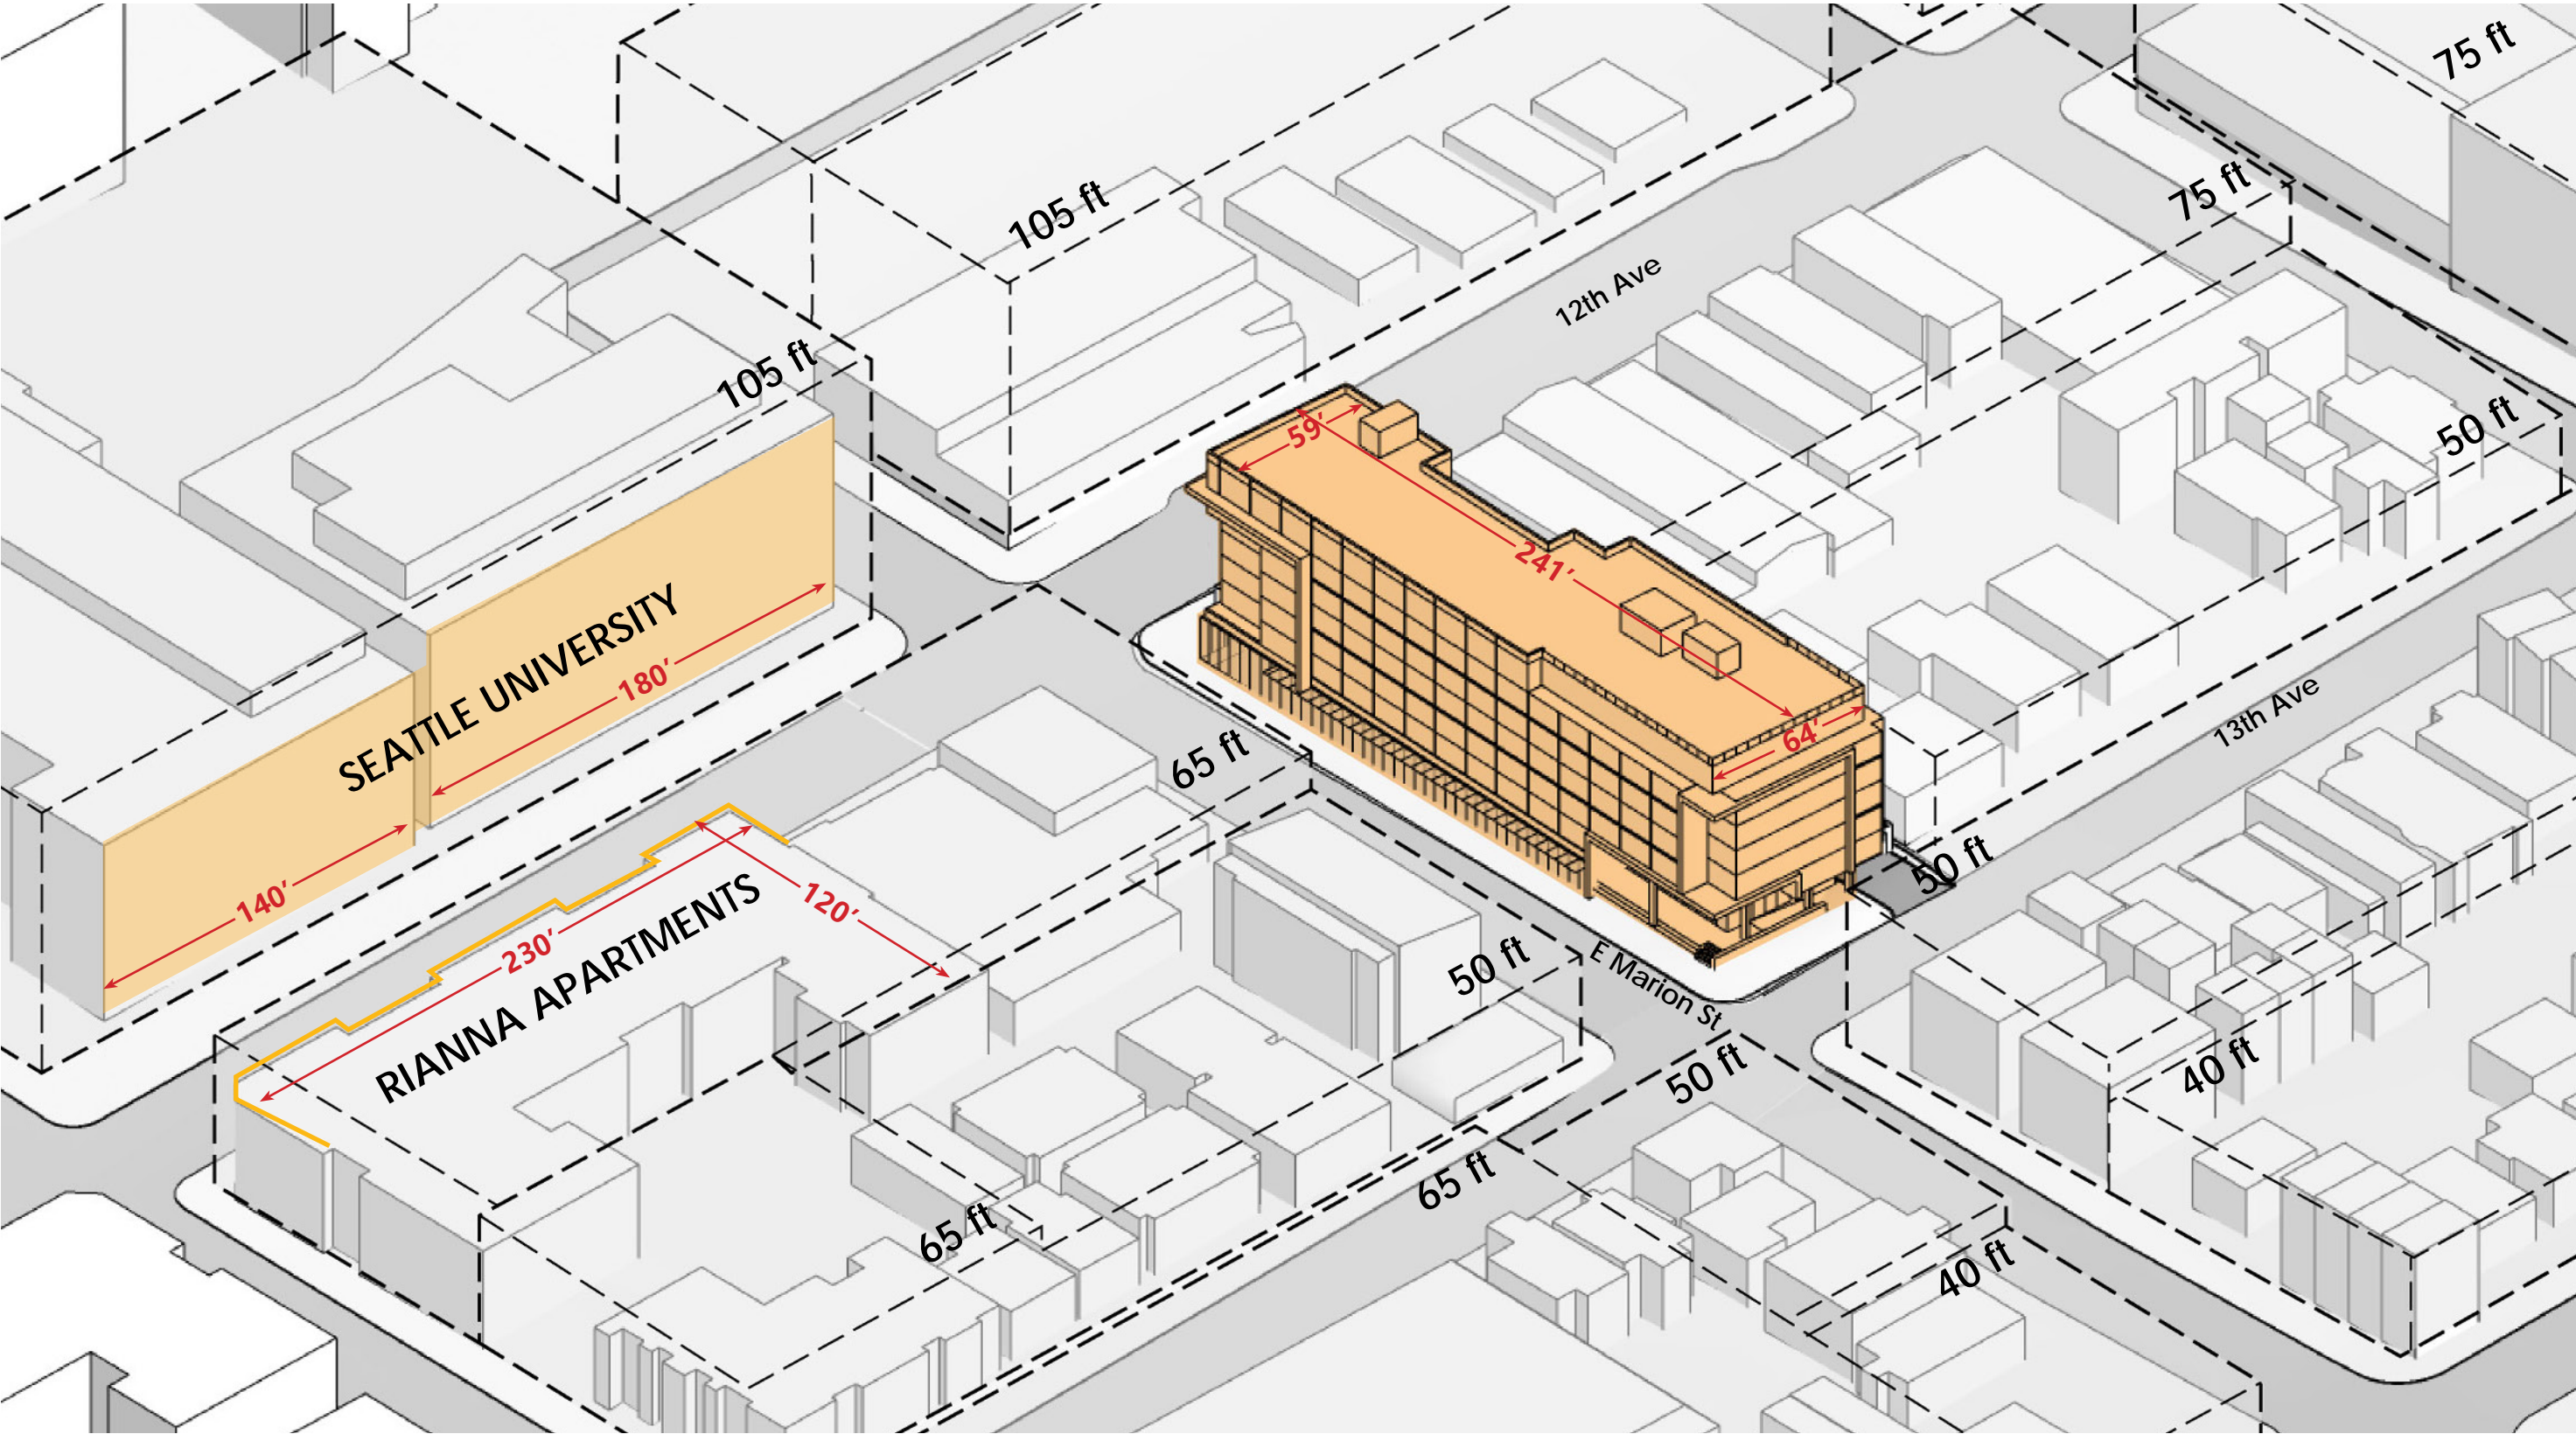 75 ft
75 ft
105 ft
12th Ave
105 ft
50 ft
59′
241′
SEATTLE UNIVERSITY
180′
140′
64′
13th Ave
65 ft
50 ft
120′
230′
RIANNA APARTMENTS
50 ft
E Marion St
50 ft
40 ft
65 ft
65 ft
40 ft